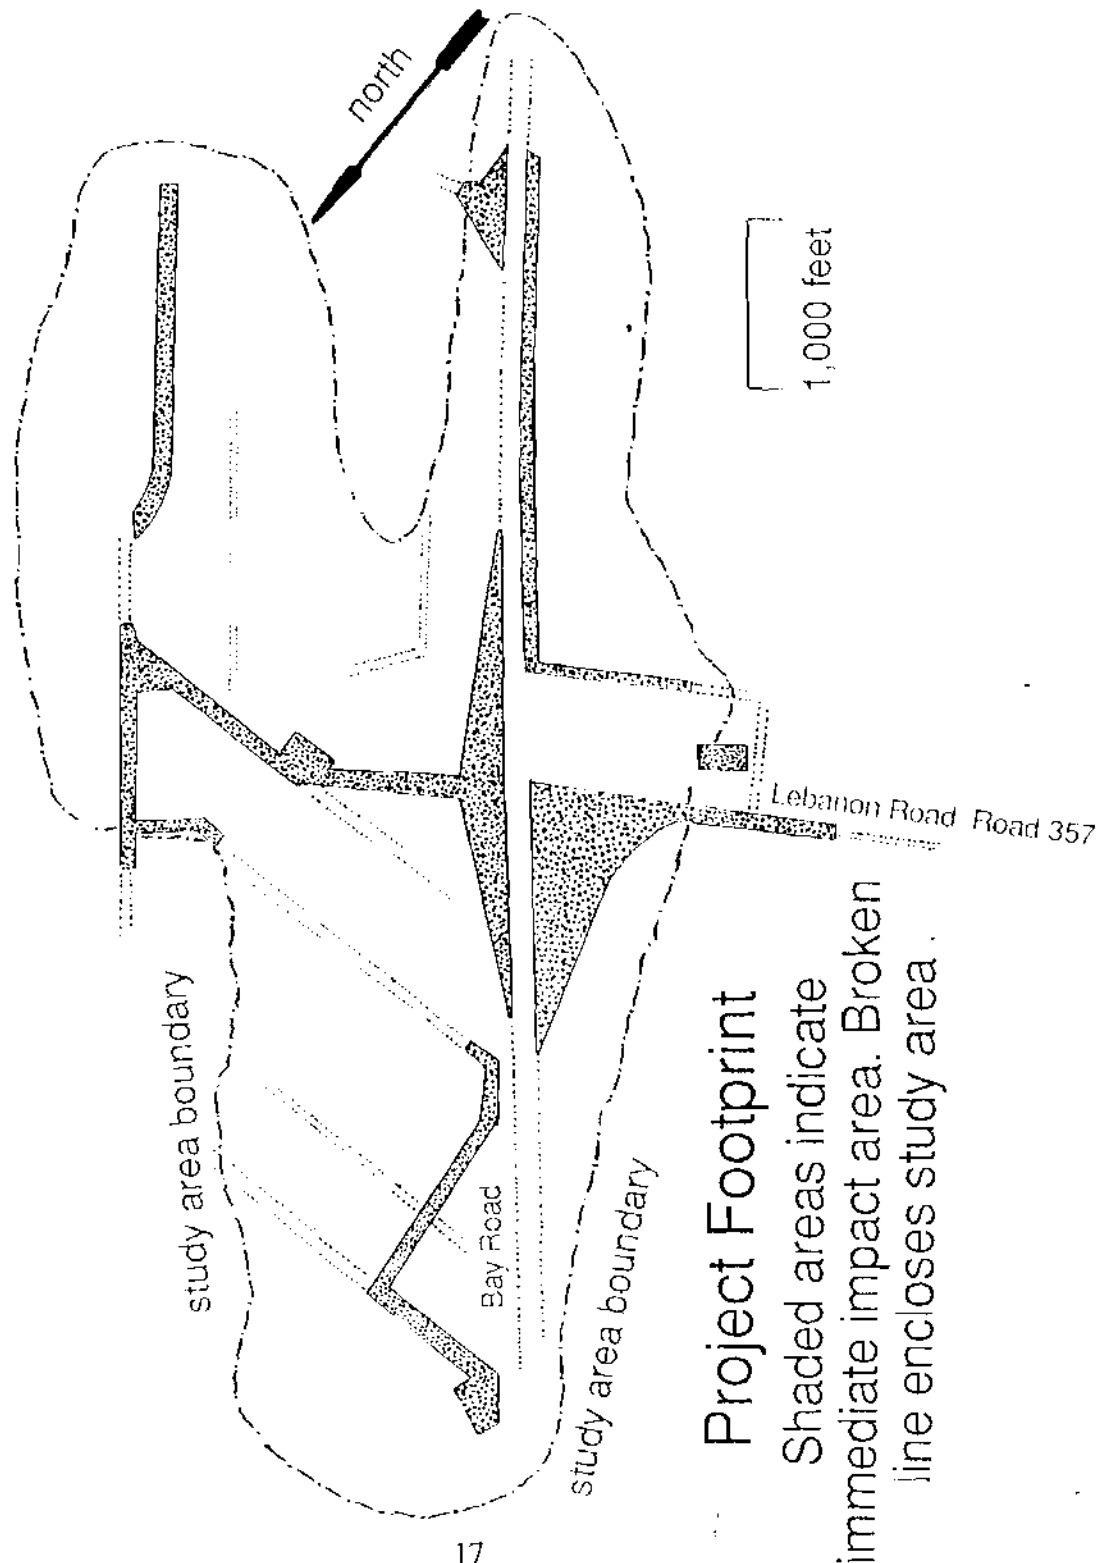 north
study area boundary
Bay Road
study area boundary
1,000 feet
Lebanon Road Road 357
Project Footprint
Shaded areas indicate
immediate impact area. Broken
line encloses study area.
17